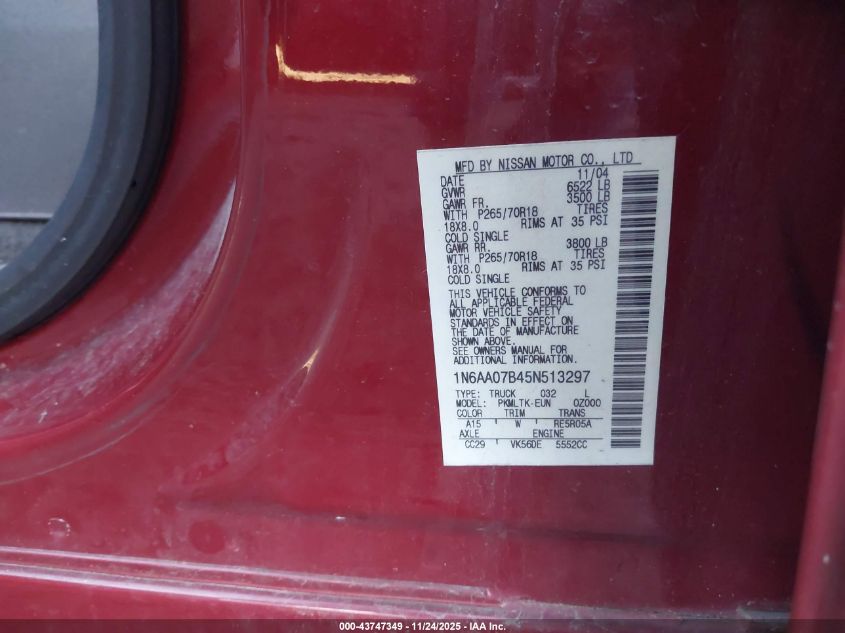 MFD BY NISSAN MOTOR CO., LTD
DATE 11/04
GVWR 6522 LB
GAWR FR. 3500 LB
WITH P265/70R18 TIRES
18X8.0 RIMS AT 35 PSI
COLD SINGLE
GAWR RR. 3800 LB
WITH P265/70R18 TIRES
18X8.0 RIMS AT 35 PSI
COLD SINGLE
THIS VEHICLE CONFORMS TO
ALL APPLICABLE FEDERAL
MOTOR VEHICLE SAFETY
STANDARDS IN EFFECT ON
THE DATE OF MANUFACTURE
SHOWN ABOVE.
SEE OWNERS MANUAL FOR
ADDITIONAL INFORMATION.
1N6AA07B45N513297
TYPE: TRUCK 032 L
MODEL: PKMLTK-EUN 0Z000
COLOR TRIM TRANS
A15 W RE5R05A
AXLE ENGINE
CC29 VK56DE 5552CC
000-43747349 • 11/24/2025 • IAA Inc.